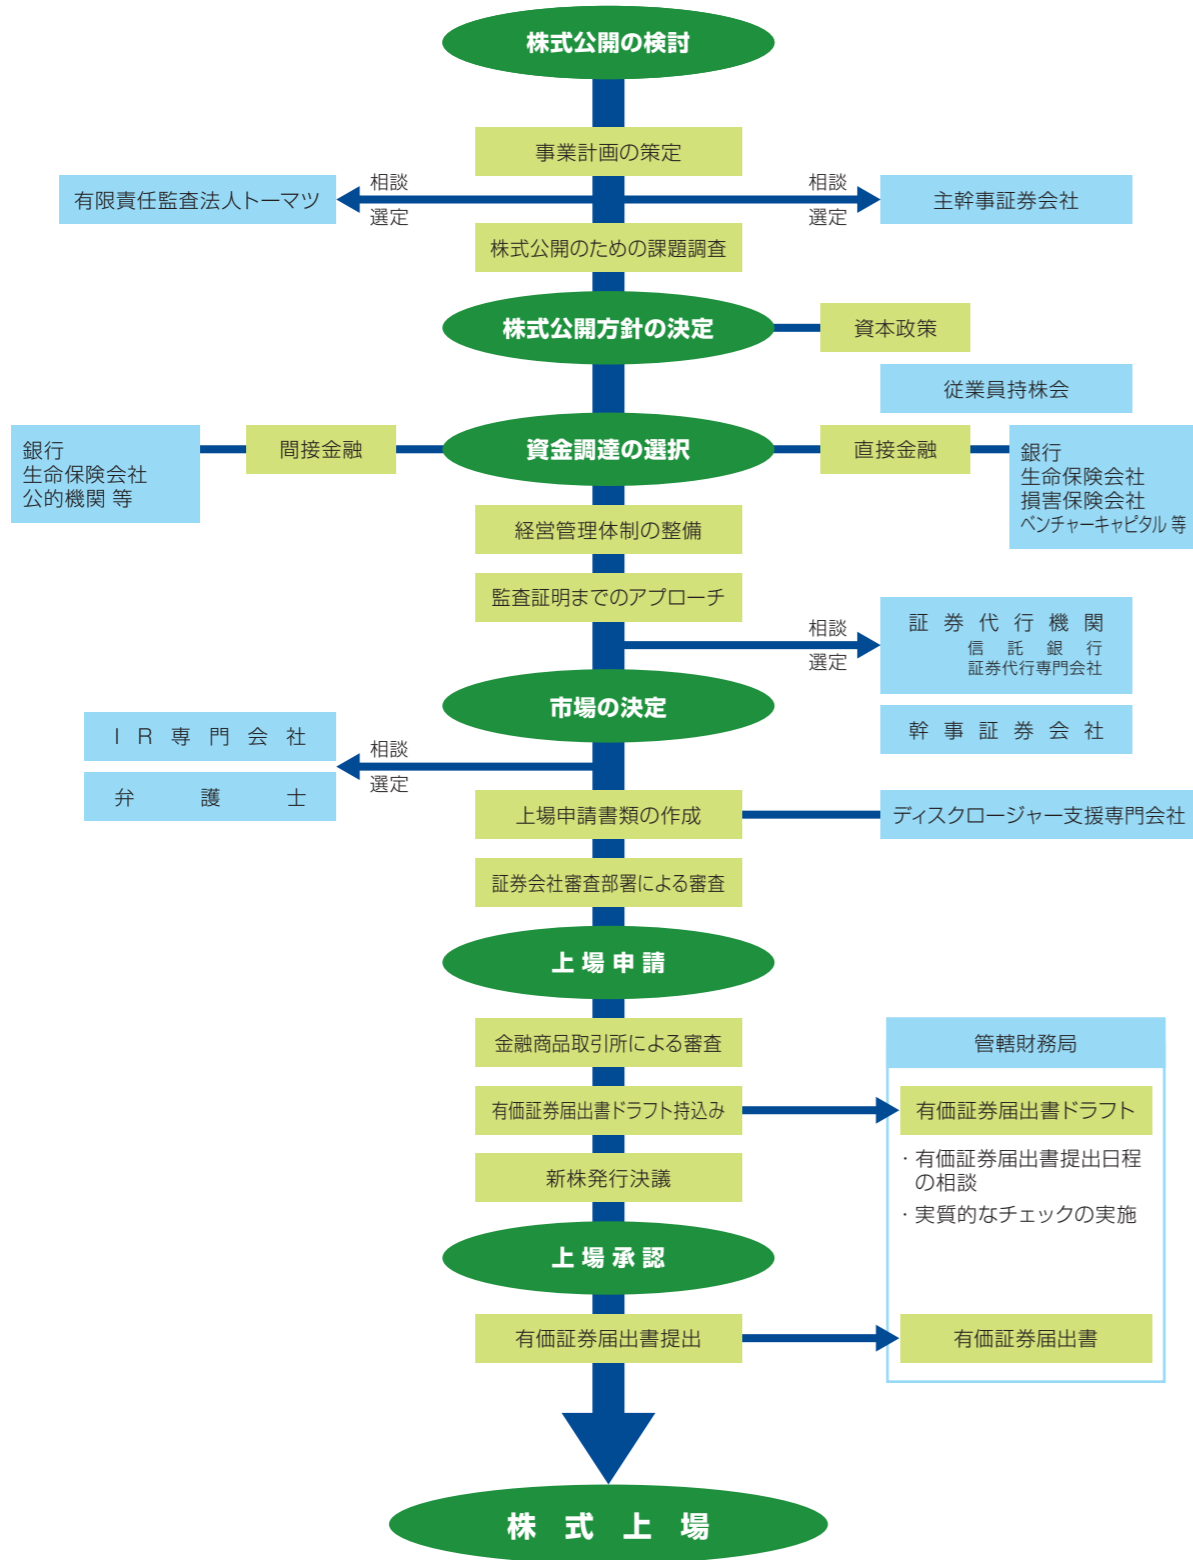 株式公開の検討
事業計画の策定
有限責任監査法人トーマツ
相談
選定
相談
選定
主幹事証券会社
株式公開のための課題調査
株式公開方針の決定
資本政策
従業員持株会
銀行
生命保険会社
公的機関 等
間接金融
資金調達の選択
直接金融
銀行
生命保険会社
損害保険会社
ベンチャーキャピタル 等
経営管理体制の整備
監査証明までのアプローチ
相談
選定
証券代行機関
信託銀行
証券代行専門会社
市場の決定
幹事証券会社
IR専門会社
弁護士
相談
選定
上場申請書類の作成
ディスクロージャー支援専門会社
証券会社審査部署による審査
上場申請
金融商品取引所による審査
管轄財務局
有価証券届出書ドラフト持込み
有価証券届出書ドラフト
・有価証券届出書提出日程
の相談
・実質的なチェックの実施
新株発行決議
上場承認
有価証券届出書提出
有価証券届出書
株式上場